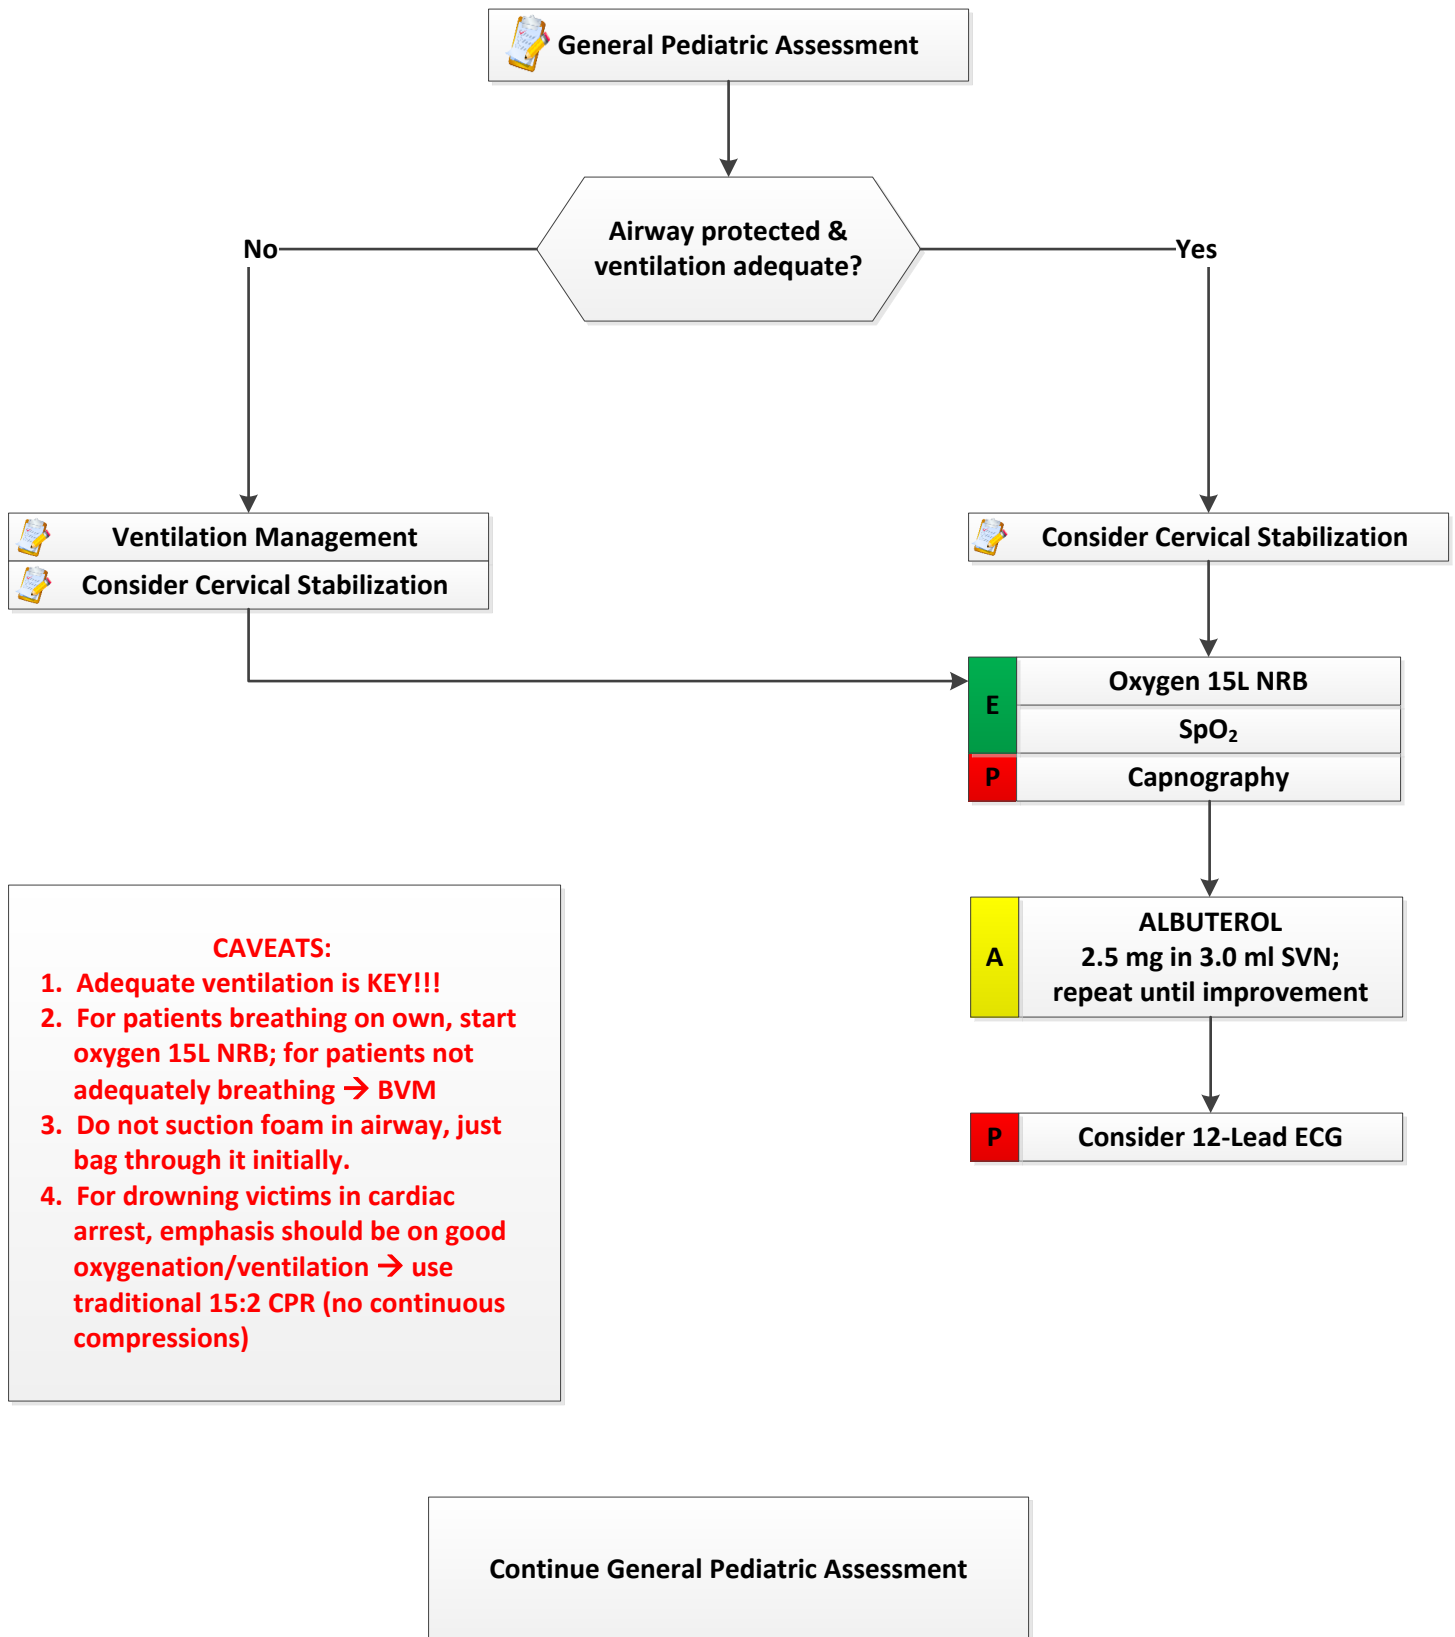 General Pediatric Assessment
Airway protected &
ventilation adequate?
No
Yes
Ventilation Management
Consider Cervical Stabilization
Consider Cervical Stabilization
E
Oxygen 15L NRB
SpO₂
P
Capnography
CAVEATS:
1. Adequate ventilation is KEY!!!
2. For patients breathing on own, start
oxygen 15L NRB; for patients not
adequately breathing → BVM
3. Do not suction foam in airway, just
bag through it initially.
4. For drowning victims in cardiac
arrest, emphasis should be on good
oxygenation/ventilation → use
traditional 15:2 CPR (no continuous
compressions)
A
ALBUTEROL
2.5 mg in 3.0 ml SVN;
repeat until improvement
P
Consider 12-Lead ECG
Continue General Pediatric Assessment